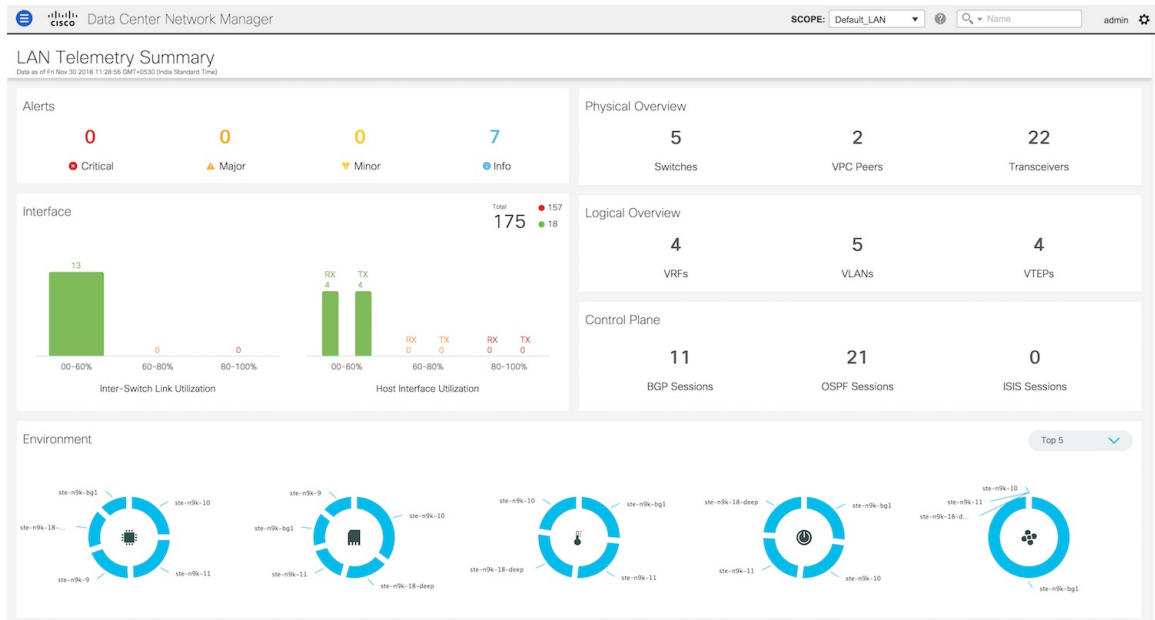 CISCO Data Center Network Manager SCOPE: Default_LAN Name admin
LAN Telemetry Summary
Data as of Fri Nov 30 2018 11:28:56 GMT+0530 (India Standard Time)
Alerts
0 0 0 7
Critical Major Minor Info
Physical Overview
5 2 22
Switches VPC Peers Transceivers
Interface
Total
175
157
18
13
0
0
00-60% 60-80% 80-100%
Inter-Switch Link Utilization
RX TX
4 4
RX TX RX TX
0 0 0 0
00-60% 60-80% 80-100%
Host Interface Utilization
Logical Overview
4 5 4
VRFs VLANs VTEPs
Control Plane
11 21 0
BGP Sessions OSPF Sessions ISIS Sessions
Environment
Top 5
ste-n9k-bg1
ste-n9k-10
ste-n9k-18-...
ste-n9k-9
ste-n9k-11
ste-n9k-9
ste-n9k-10
ste-n9k-bg1
ste-n9k-11
ste-n9k-18-deep
ste-n9k-10
ste-n9k-bg1
ste-n9k-18-deep
ste-n9k-11
ste-n9k-18-deep
ste-n9k-bg1
ste-n9k-11
ste-n9k-10
ste-n9k-10
ste-n9k-11
ste-n9k-18-d...
ste-n9k-bg1